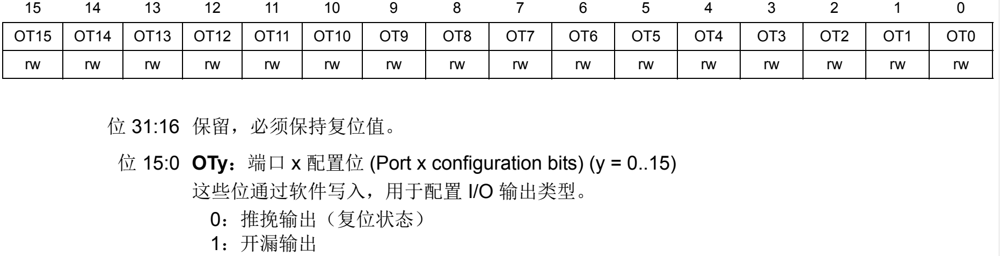 15 14 13 12 11 10 9 8 7 6 5 4 3 2 1 0
OT15 OT14 OT13 OT12 OT11 OT10 OT9 OT8 OT7 OT6 OT5 OT4 OT3 OT2 OT1 OT0
rw rw rw rw rw rw rw rw rw rw rw rw rw rw rw rw
位 31:16 保留，必须保持复位值。
位 15:0 OTy：端口 x 配置位 (Port x configuration bits) (y = 0..15)
这些位通过软件写入，用于配置 I/O 输出类型。
0：推挽输出（复位状态）
1：开漏输出